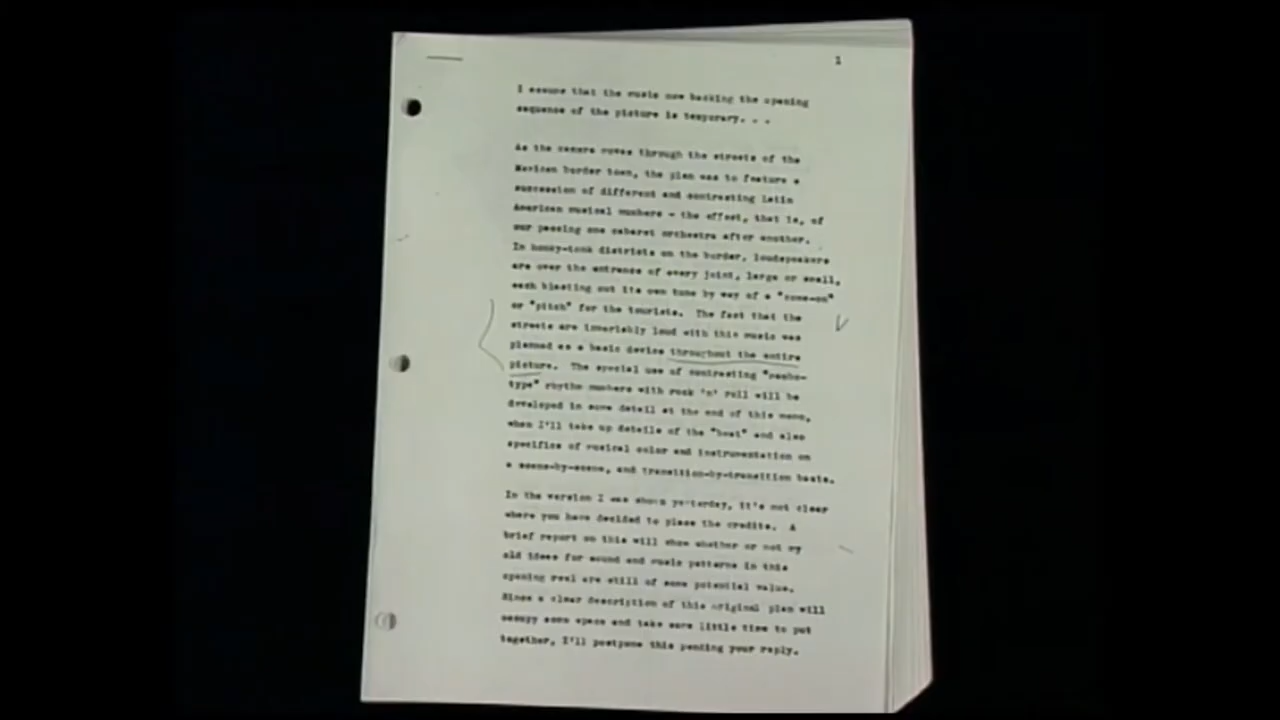 1
I assume that the music now backing the opening
sequence of the picture is temporary. . .
As the camera roves through the streets of the
Mexican border town, the plan was to feature a
succession of different and contrasting Latin
American musical numbers - the effect, that is, of
our passing one cabaret orchestra after another.
In honky-tonk districts on the border, loudspeakers
are over the entrance of every joint, large or small,
each blasting out its own tune by way of a "come-on"
or "pitch" for the tourists. The fact that the
streets are invariably loud with this music was
planned as a basic device throughout the entire
picture. The special use of contrasting "mambo-
type" rhythm numbers with rock 'n' roll will be
developed in some detail at the end of this memo,
when I'll take up details of the "beat" and also
specifics of musical color and instrumentation on
a scene-by-scene, and transition-by-transition basis.
In the version I was shown yesterday, it's not clear
where you have decided to place the credits. A
brief report on this will show whether or not my
old ideas for sound and music patterns in this
opening reel are still of some potential value.
Since a clear description of this original plan will
occupy some space and take some little time to put
together, I'll postpone this pending your reply.